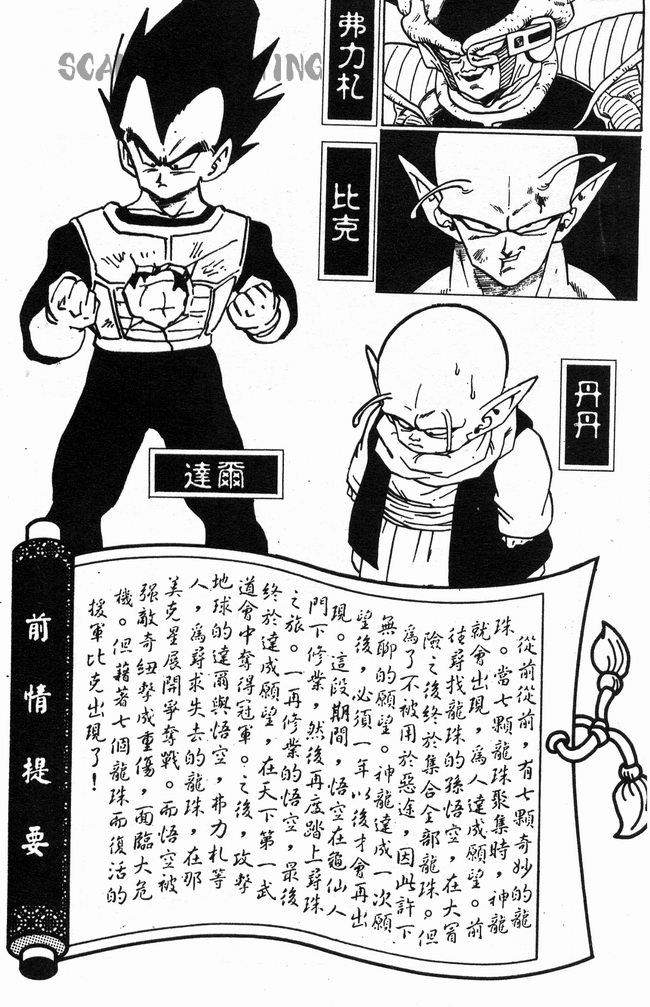 弗力札
比克
丹丹
達爾
前情提要
從前從前，有七顆奇妙的龍
珠。當七顆龍珠聚集時，神龍
就會出現，爲人達成願望。前
往尋找龍珠的孫悟空，在大冒
險之後終於集合全部龍珠。但
爲了不被用於惡途，因此許下
無聊的願望。神龍達成一次願
望後，必須一年以後才會再出
現。這段期間，悟空在龜仙人
門下修業，然後再度踏上尋珠
之旅。一再修業的悟空，最後
終於達成願望，在天下第一武
道會中奪得冠軍。之後，攻擊
地球的達爾與悟空，弗力札等
人，爲尋求失去的龍珠，在那
美克星展開爭奪戰。而悟空被
強敵奇紐擊成重傷，面臨大危
機。但藉著七個龍珠而復活的
援軍比克出現了！